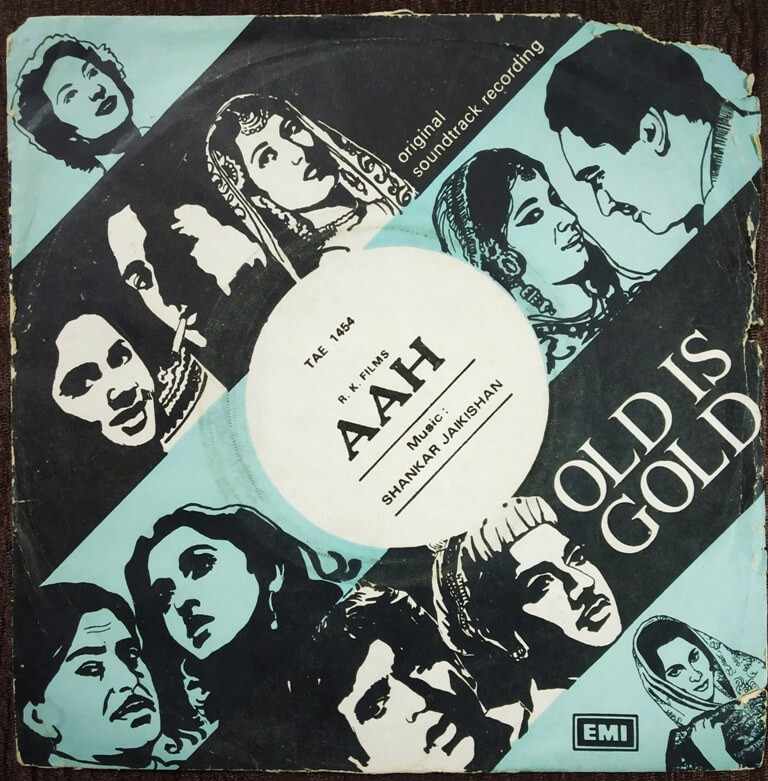 original
soundtrack recording
TAE 1454
R. K. FILMS
AAH
Music:
SHANKAR JAIKISHAN
OLD IS
GOLD
EMI